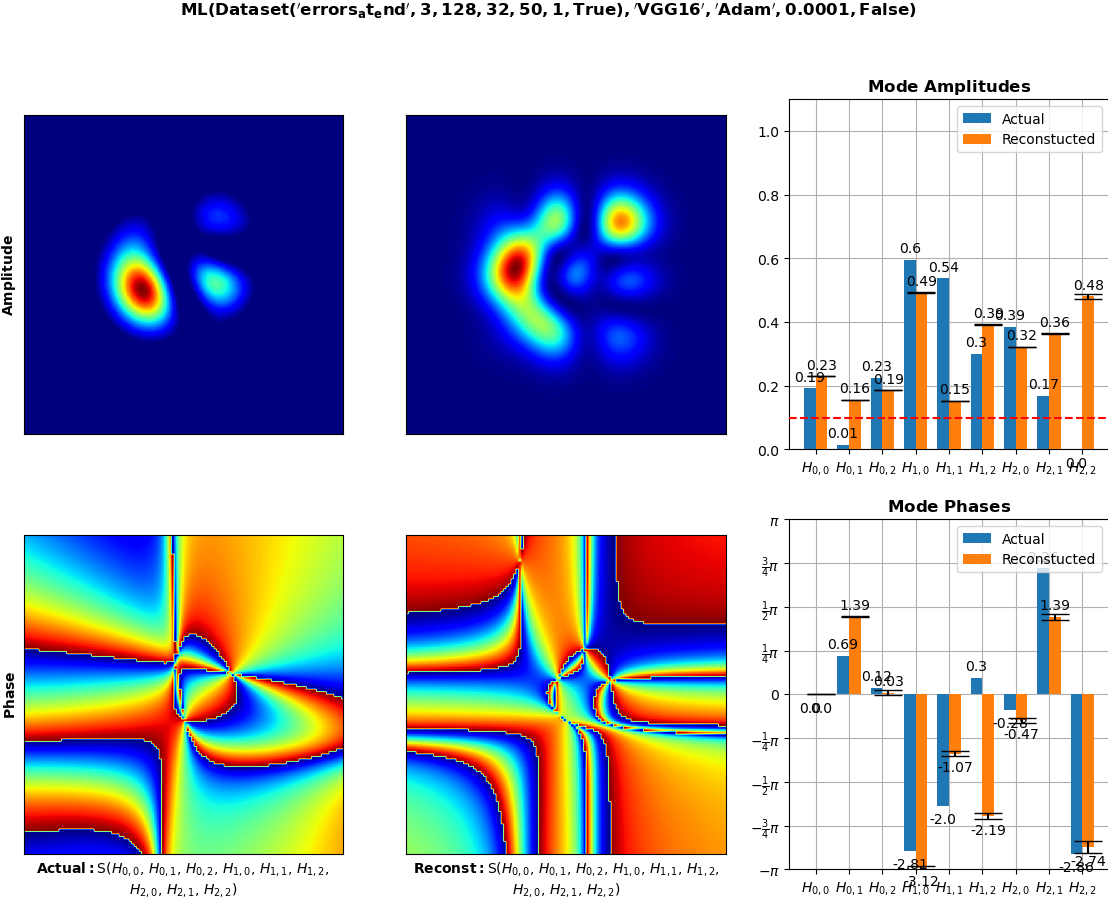 ML(Dataset('errors_at_end', 3, 128, 32, 50, 1, True), 'VGG16', 'Adam', 0.0001, False)
Mode Amplitudes
Amplitude
Actual
Reconstucted
1.0
0.8
0.6
0.4
0.2
0.0
0.19 0.01 0.23 0.6 0.54 0.3 0.39 0.17 0.0
0.23 0.16 0.19 0.49 0.15 0.39 0.32 0.36 0.48
H0,0 H0,1 H0,2 H1,0 H1,1 H1,2 H2,0 H2,1 H2,2
Mode Phases
Phase
Actual
Reconstucted
π
3/4π
1/2π
1/4π
0
−1/4π
−1/2π
−3/4π
−π
0.0 0.69 0.12 -2.81 -2.0 0.3 -0.28 -2.86
0.0 1.39 0.03 -3.12 -1.07 -2.19 -0.47 1.39 -2.74
H0,0 H0,1 H0,2 H1,0 H1,1 H1,2 H2,0 H2,1 H2,2
Actual: S(H0,0, H0,1, H0,2, H1,0, H1,1, H1,2,
H2,0, H2,1, H2,2)
Reconst: S(H0,0, H0,1, H0,2, H1,0, H1,1, H1,2,
H2,0, H2,1, H2,2)